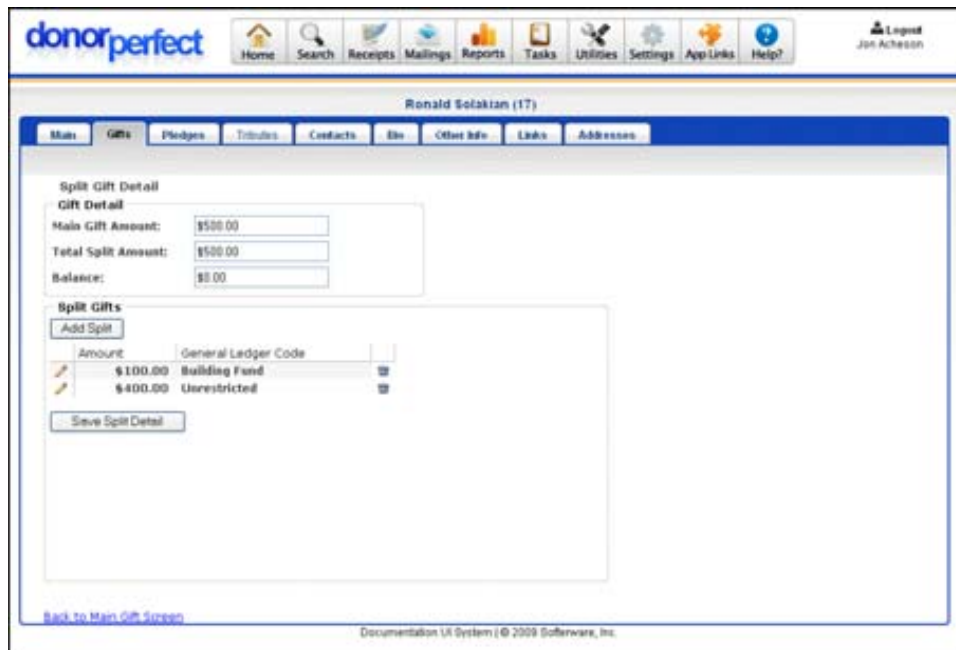 donorperfect
Home Search Receipts Mailings Reports Tasks Utilities Settings App Links Help?
Logout
Jon Acheson
Ronald Solakian (17)
Main Gifts Pledges Tributes Contacts Bio Other Info Links Addresses
Split Gift Detail
Gift Detail
Main Gift Amount: $500.00
Total Split Amount: $500.00
Balance: $0.00
Split Gifts
Add Split
Amount General Ledger Code
$100.00 Building Fund
$400.00 Unrestricted
Save Split Detail
Back to Main Gift Screen
Documentation UI System | © 2009 Softerware, Inc.